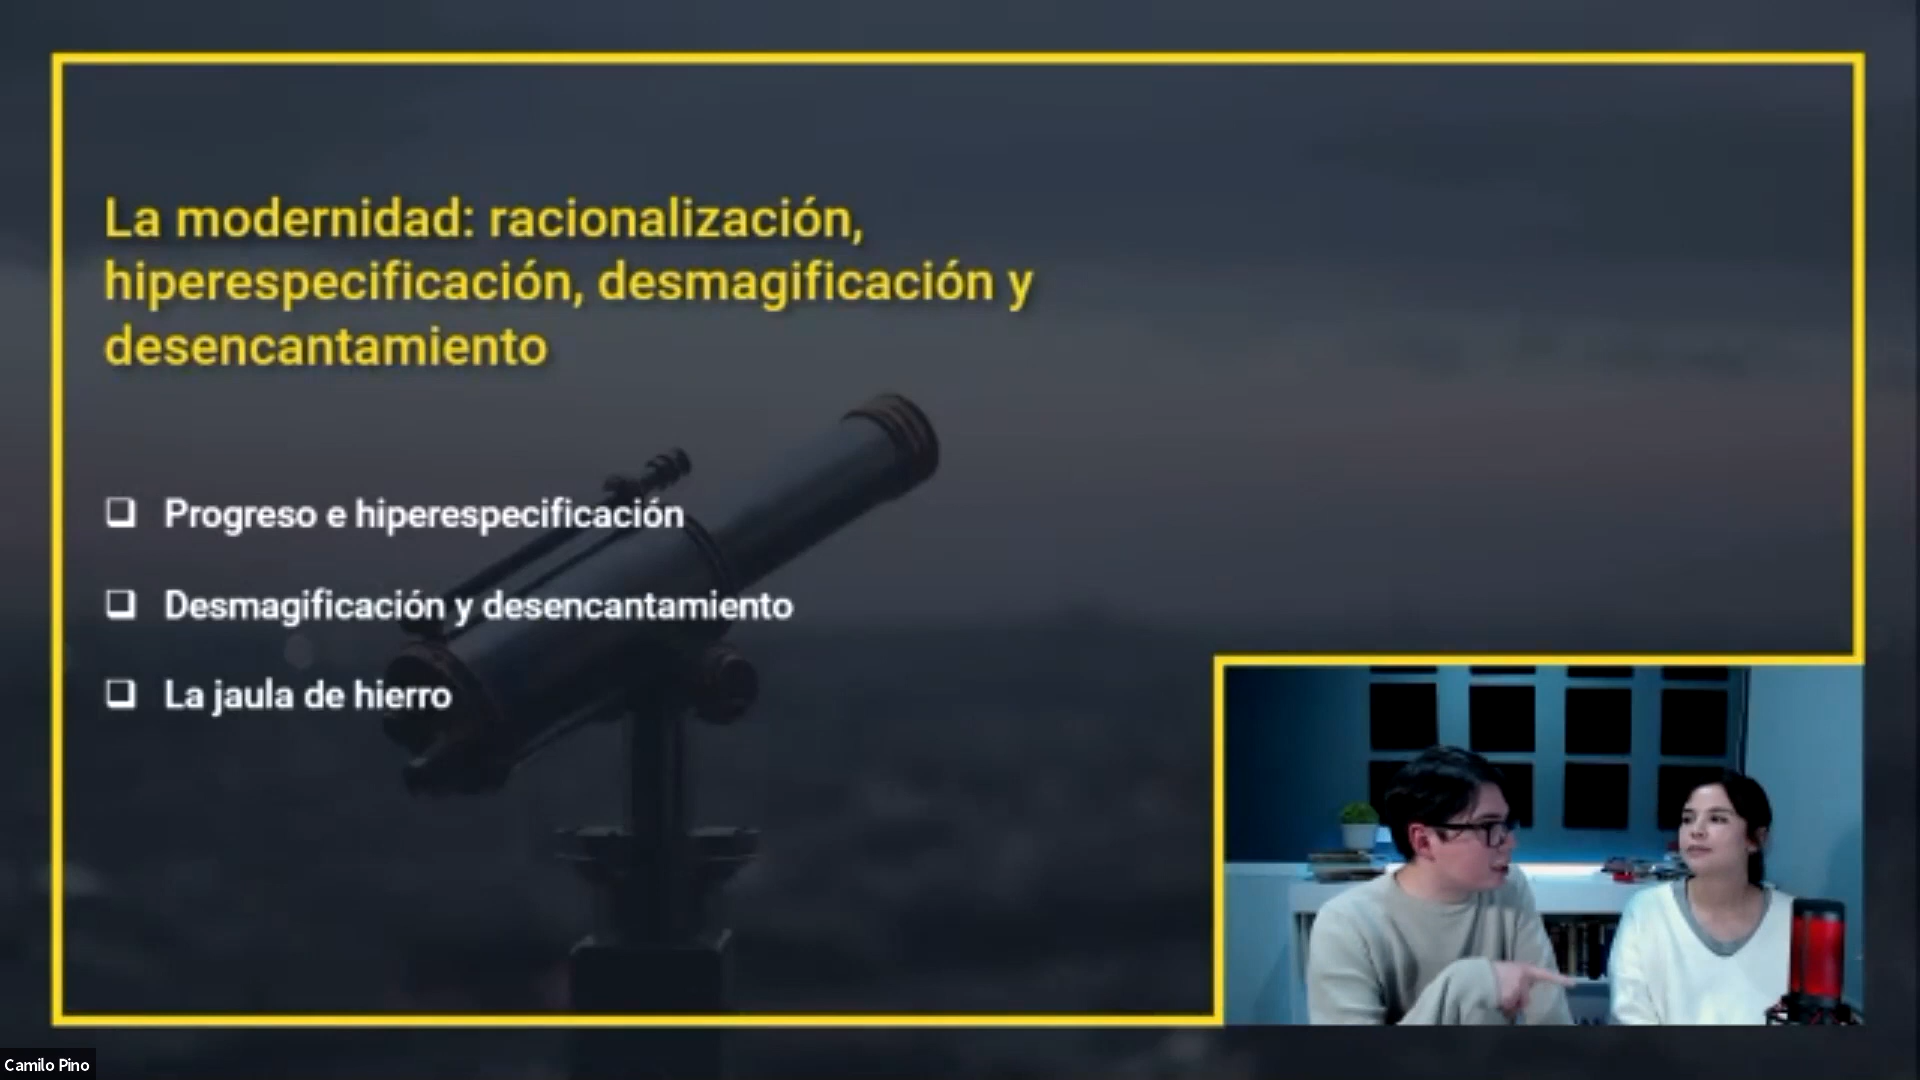 La modernidad: racionalización,
hiperespecificación, desmagificación y
desencantamiento
Progreso e hiperespecificación
Desmagificación y desencantamiento
La jaula de hierro
Camilo Pino